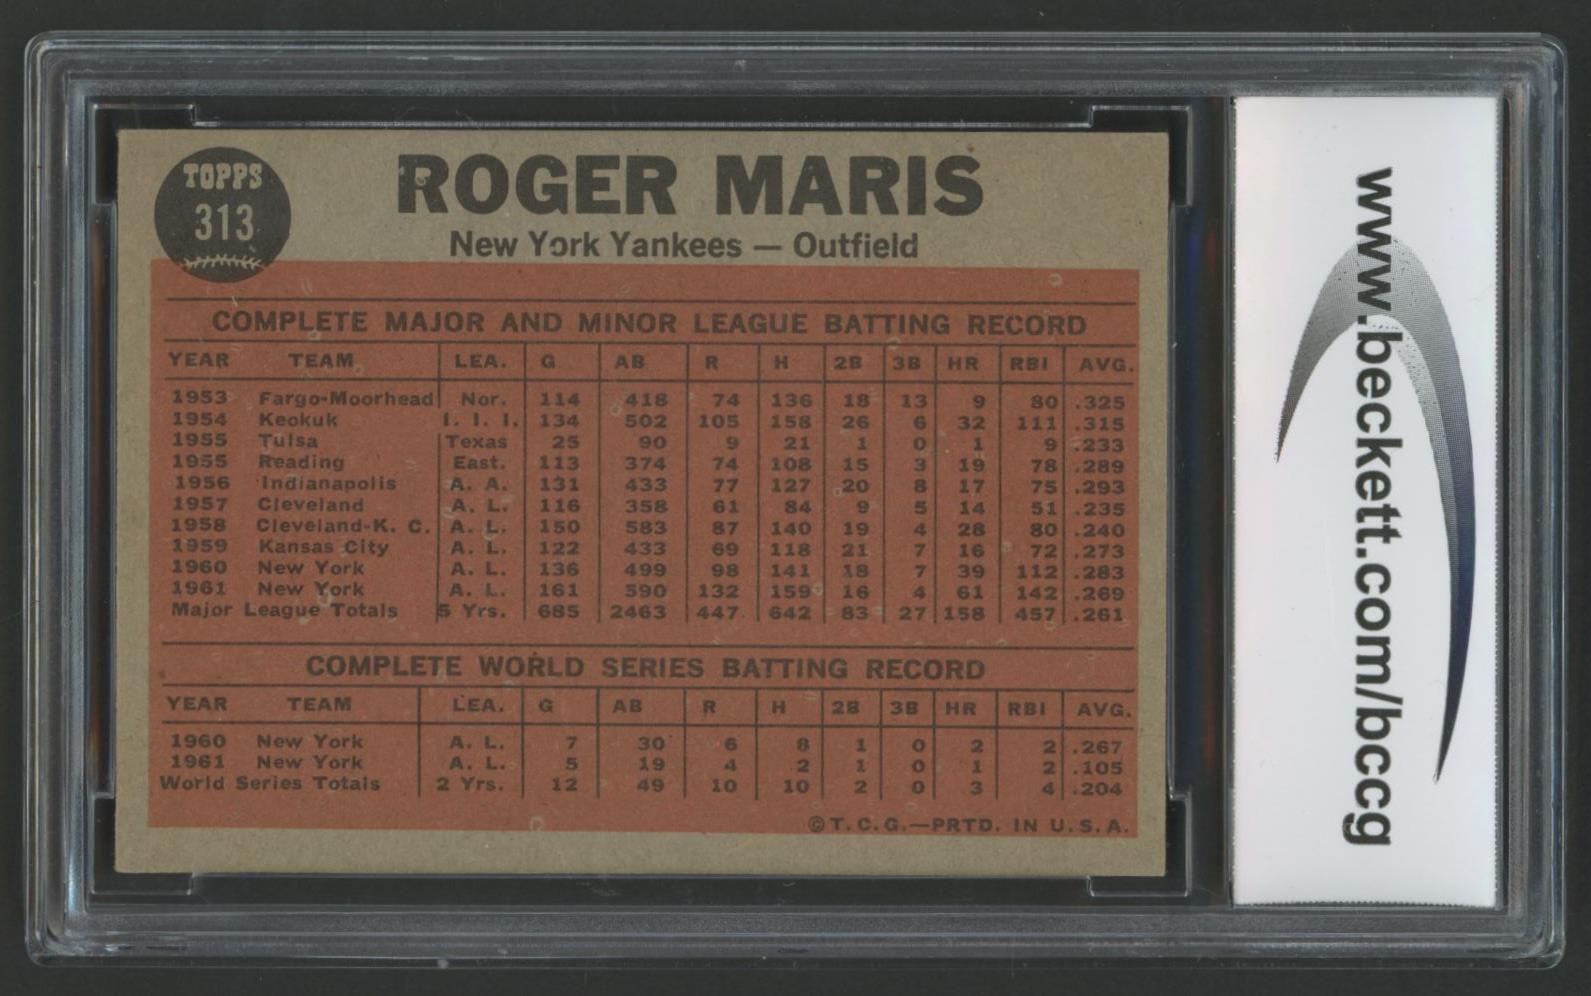 TOPPS
313
ROGER MARIS
New York Yankees — Outfield
COMPLETE MAJOR AND MINOR LEAGUE BATTING RECORD
YEAR TEAM LEA. G AB R H 2B 3B HR RBI AVG.
1953 Fargo-Moorhead Nor. 114 418 74 136 18 13 9 80 .325
1954 Keokuk I. I. I. 134 502 105 158 26 6 32 111 .315
1955 Tulsa Texas 25 90 9 21 1 0 1 9 .233
1955 Reading East. 113 374 74 108 15 3 19 78 .289
1956 Indianapolis A. A. 131 433 77 127 20 8 17 75 .293
1957 Cleveland A. L. 116 358 61 84 9 5 14 51 .235
1958 Cleveland-K. C. A. L. 150 583 87 140 19 4 28 80 .240
1959 Kansas City A. L. 122 433 69 118 21 7 16 72 .273
1960 New York A. L. 136 499 98 141 18 7 39 112 .283
1961 New York A. L. 161 590 132 159 16 4 61 142 .269
Major League Totals 5 Yrs. 685 2463 447 642 83 27 158 457 .261
COMPLETE WORLD SERIES BATTING RECORD
YEAR TEAM LEA. G AB R H 2B 3B HR RBI AVG.
1960 New York A. L. 7 30 6 8 1 0 2 2 .267
1961 New York A. L. 5 19 4 2 1 0 1 2 .105
World Series Totals 2 Yrs. 12 49 10 10 2 0 3 4 .204
©T. C. G.—PRTD. IN U. S. A.
www.beckett.com/bccg